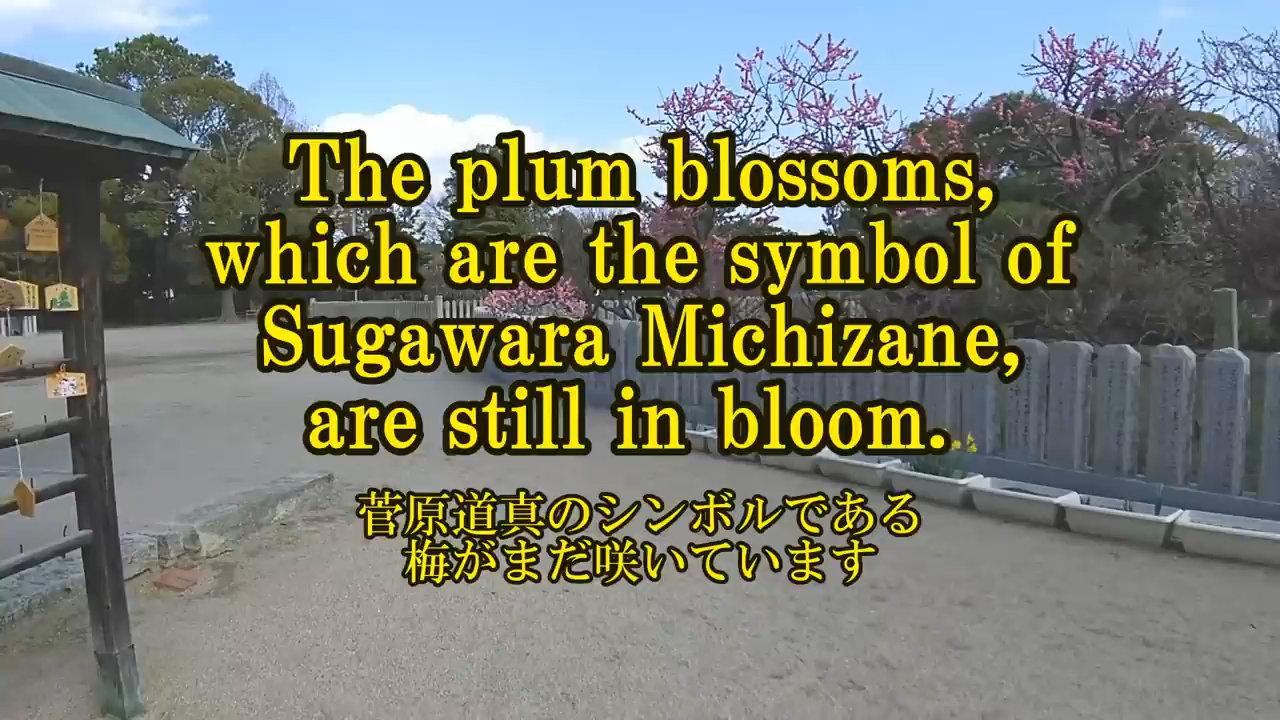 The plum blossoms,
which are the symbol of
Sugawara Michizane,
are still in bloom.
菅原道真のシンボルである
梅がまだ咲いています